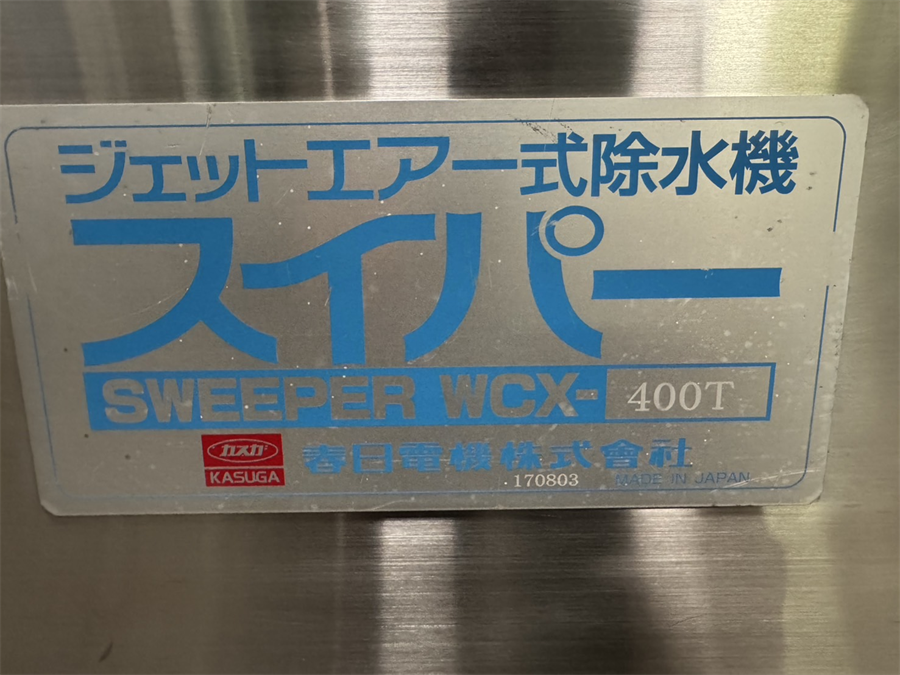 ジェットエアー式除水機
スイパー
SWEEPER WCX-400T
カスガ
KASUGA
春日電機株式會社
170803
MADE IN JAPAN